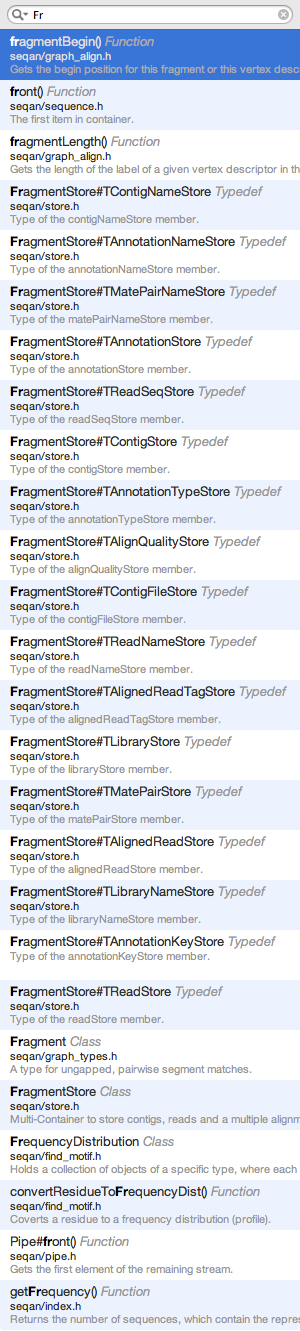 Fr
fragmentBegin() Function
seqan/graph_align.h
Gets the begin position for this fragment or this vertex desc
front() Function
seqan/sequence.h
The first item in container.
fragmentLength() Function
seqan/graph_align.h
Gets the length of the label of a given vertex descriptor in th
FragmentStore#TContigNameStore Typedef
seqan/store.h
Type of the contigNameStore member.
FragmentStore#TAnnotationNameStore Typedef
seqan/store.h
Type of the annotationNameStore member.
FragmentStore#TMatePairNameStore Typedef
seqan/store.h
Type of the matePairNameStore member.
FragmentStore#TAnnotationStore Typedef
seqan/store.h
Type of the annotationStore member.
FragmentStore#TReadSeqStore Typedef
seqan/store.h
Type of the readSeqStore member.
FragmentStore#TContigStore Typedef
seqan/store.h
Type of the contigStore member.
FragmentStore#TAnnotationTypeStore Typedef
seqan/store.h
Type of the annotationTypeStore member.
FragmentStore#TAlignQualityStore Typedef
seqan/store.h
Type of the alignQualityStore member.
FragmentStore#TContigFileStore Typedef
seqan/store.h
Type of the contigFileStore member.
FragmentStore#TReadNameStore Typedef
seqan/store.h
Type of the readNameStore member.
FragmentStore#TAlignedReadTagStore Typedef
seqan/store.h
Type of the alignedReadTagStore member.
FragmentStore#TLibraryStore Typedef
seqan/store.h
Type of the libraryStore member.
FragmentStore#TMatePairStore Typedef
seqan/store.h
Type of the matePairStore member.
FragmentStore#TAlignedReadStore Typedef
seqan/store.h
Type of the alignedReadStore member.
FragmentStore#TLibraryNameStore Typedef
seqan/store.h
Type of the libraryNameStore member.
FragmentStore#TAnnotationKeyStore Typedef
Type of the annotationKeyStore member.
FragmentStore#TReadStore Typedef
seqan/store.h
Type of the readStore member.
Fragment Class
seqan/graph_types.h
A type for ungapped, pairwise segment matches.
FragmentStore Class
seqan/store.h
Multi-Container to store contigs, reads and a multiple alignm
FrequencyDistribution Class
seqan/find_motif.h
Holds a collection of objects of a specific type, where each
convertResidueToFrequencyDist() Function
seqan/find_motif.h
Coverts a residue to a frequency distribution (profile).
Pipe#front() Function
seqan/pipe.h
Gets the first element of the remaining stream.
getFrequency() Function
seqan/index.h
Returns the number of sequences, which contain the repre